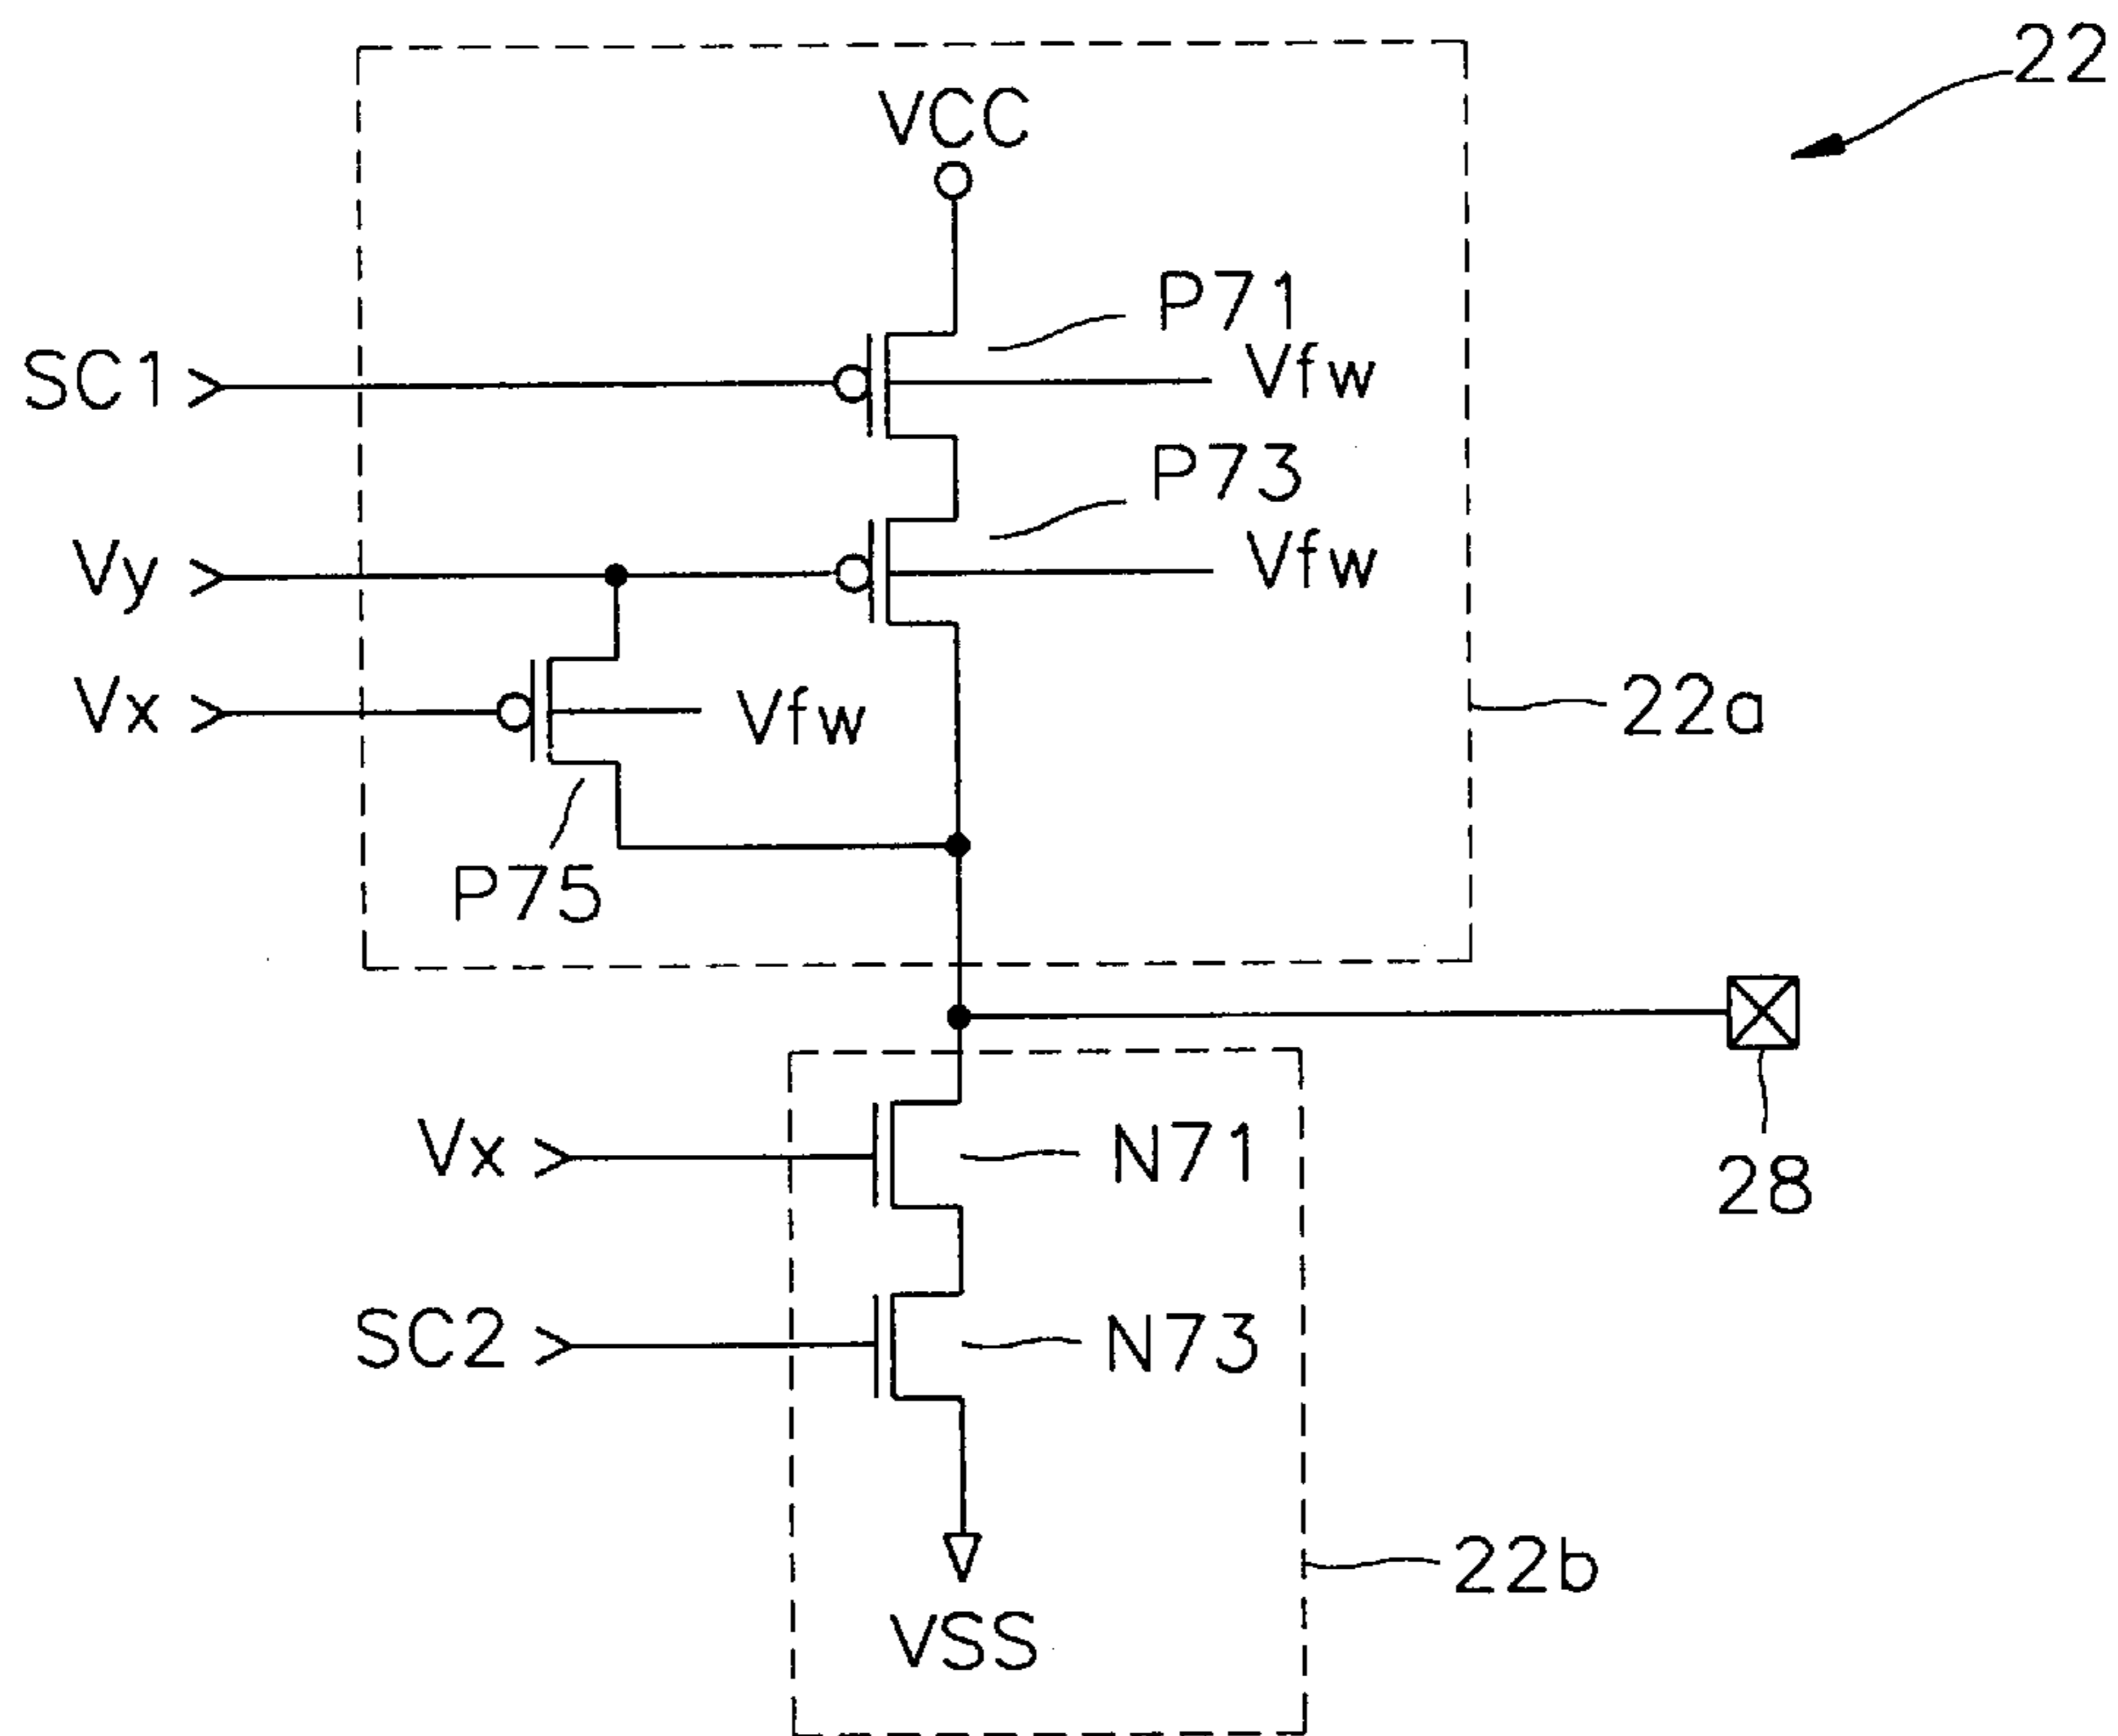 22
VCC
P71
SC1
Vfw
P73
Vy
Vfw
Vx
Vfw
22a
P75
28
Vx
N71
SC2
N73
22b
VSS